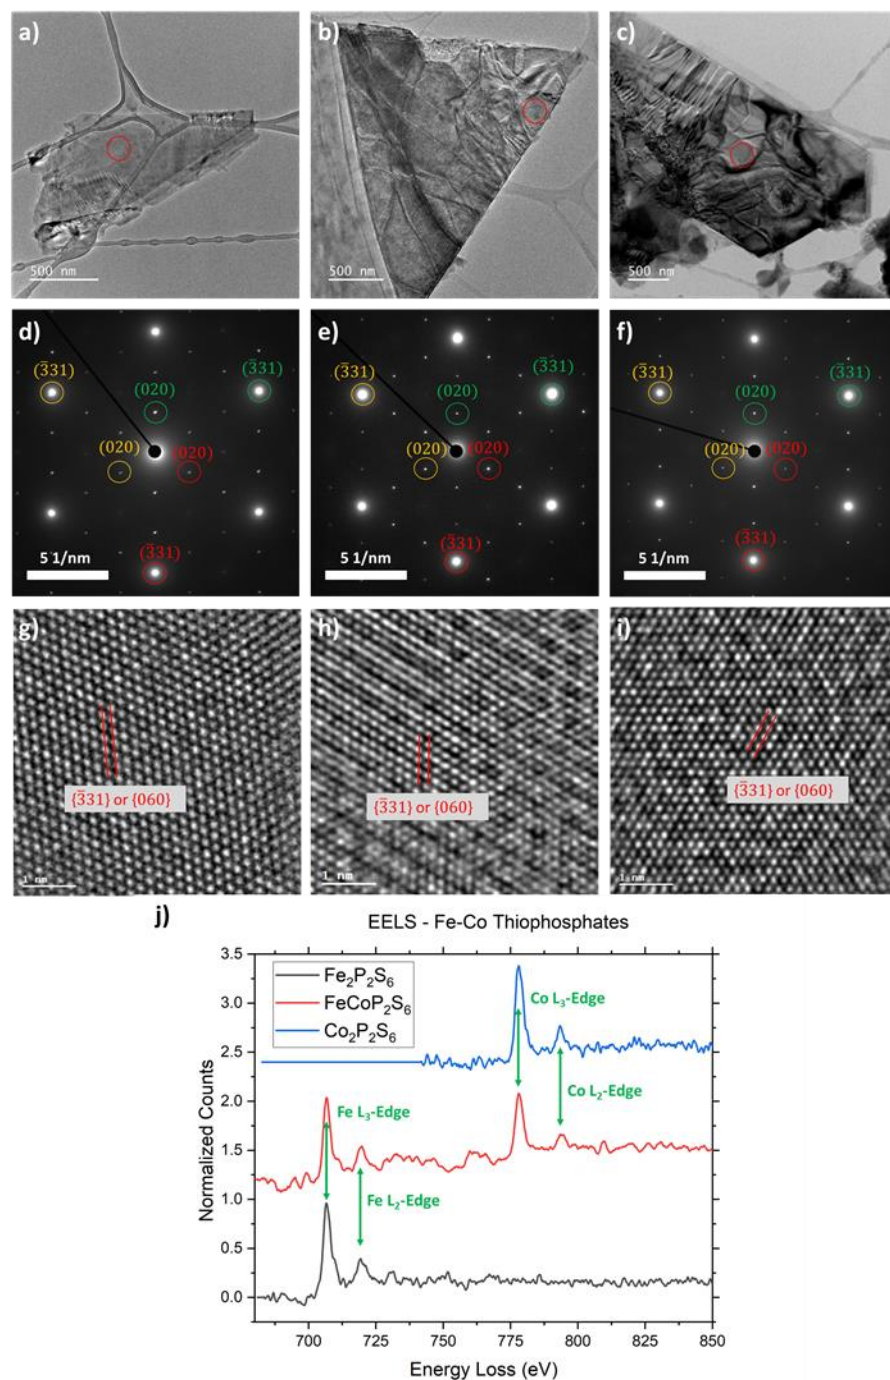 a)
b)
c)
500 nm
500 nm
500 nm
d)
e)
f)
(3̅31)
(3̅31)
(3̅31)
(3̅31)
(3̅31)
(3̅31)
(020)
(020)
(020)
(020)
(020)
(020)
(020)
(020)
(020)
(3̅31)
(3̅31)
(3̅31)
5 1/nm
5 1/nm
5 1/nm
g)
h)
i)
{3̅31} or {060}
{3̅31} or {060}
{3̅31} or {060}
1 nm
1 nm
1 nm
j)
EELS - Fe-Co Thiophosphates
Fe₂P₂S₆
FeCoP₂S₆
Co₂P₂S₆
Co L₃-Edge
Co L₂-Edge
Fe L₃-Edge
Fe L₂-Edge
Normalized Counts
3.5
3.0
2.5
2.0
1.5
1.0
0.5
0.0
700
725
750
775
800
825
850
Energy Loss (eV)